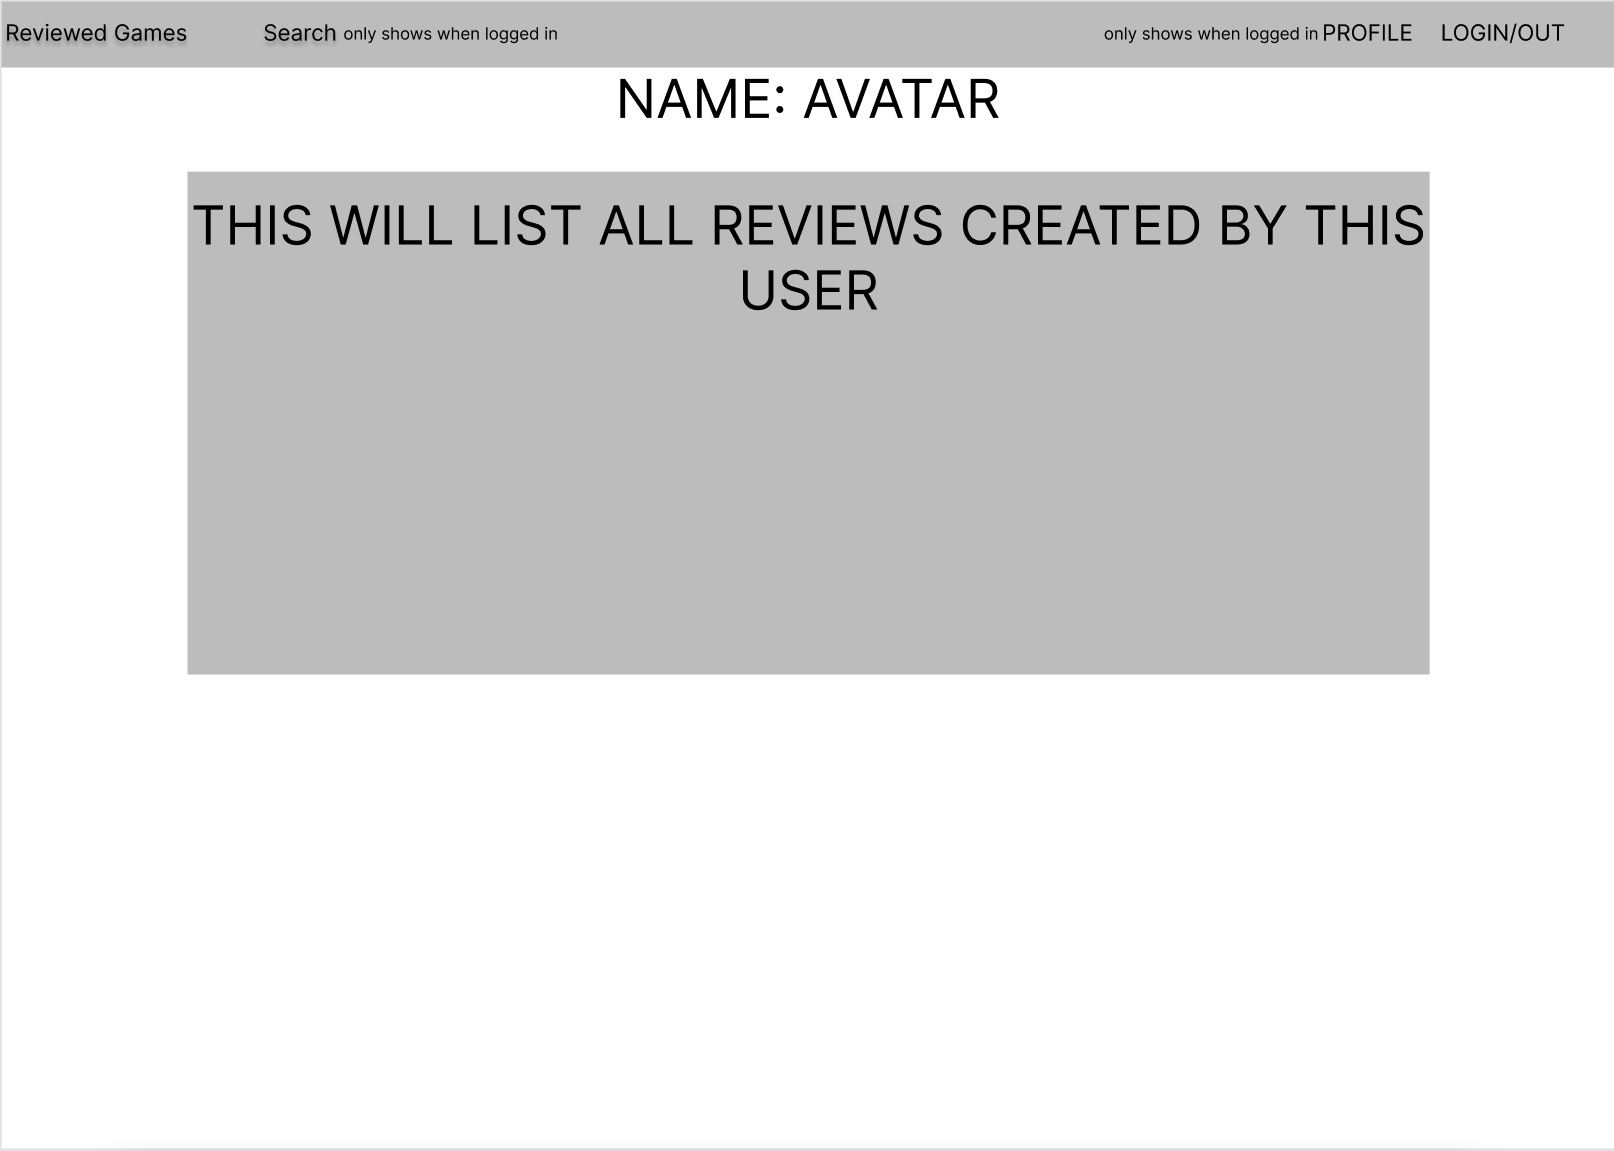 Reviewed Games Search only shows when logged in only shows when logged in PROFILE LOGIN/OUT
NAME: AVATAR
THIS WILL LIST ALL REVIEWS CREATED BY THIS
USER